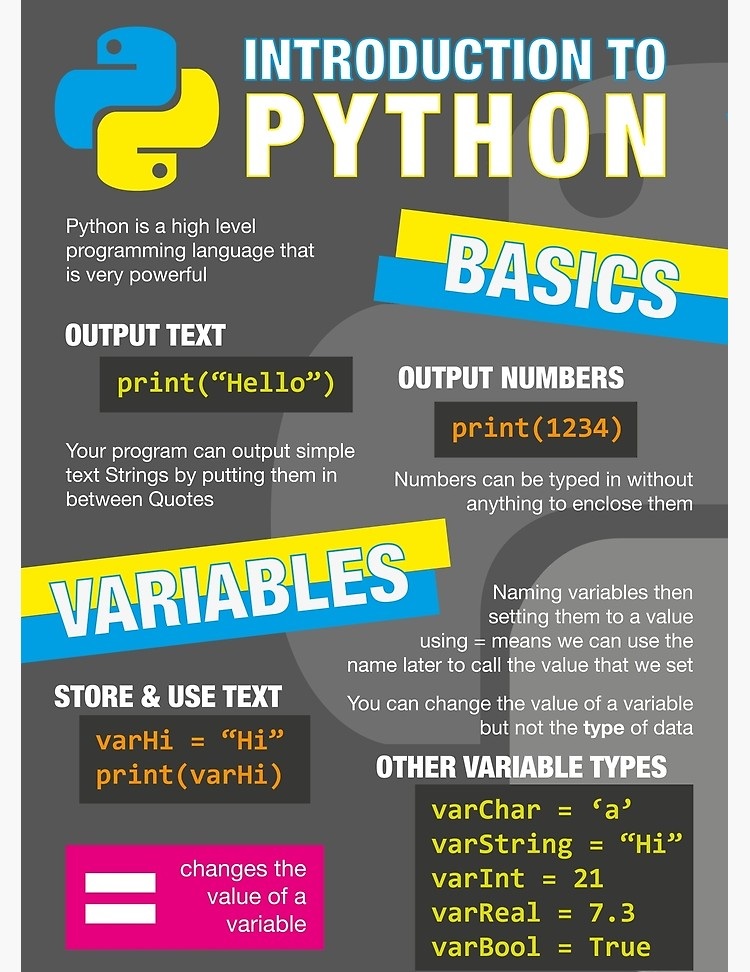 INTRODUCTION TO
PYTHON
Python is a high level
programming language that
is very powerful
BASICS
OUTPUT TEXT
print(“Hello”)
Your program can output simple
text Strings by putting them in
between Quotes
OUTPUT NUMBERS
print(1234)
Numbers can be typed in without
anything to enclose them
VARIABLES
Naming variables then
setting them to a value
using = means we can use the
name later to call the value that we set
You can change the value of a variable
but not the type of data
STORE & USE TEXT
varHi = “Hi”
print(varHi)
= changes the
value of a
variable
OTHER VARIABLE TYPES
varChar = ‘a’
varString = “Hi”
varInt = 21
varReal = 7.3
varBool = True